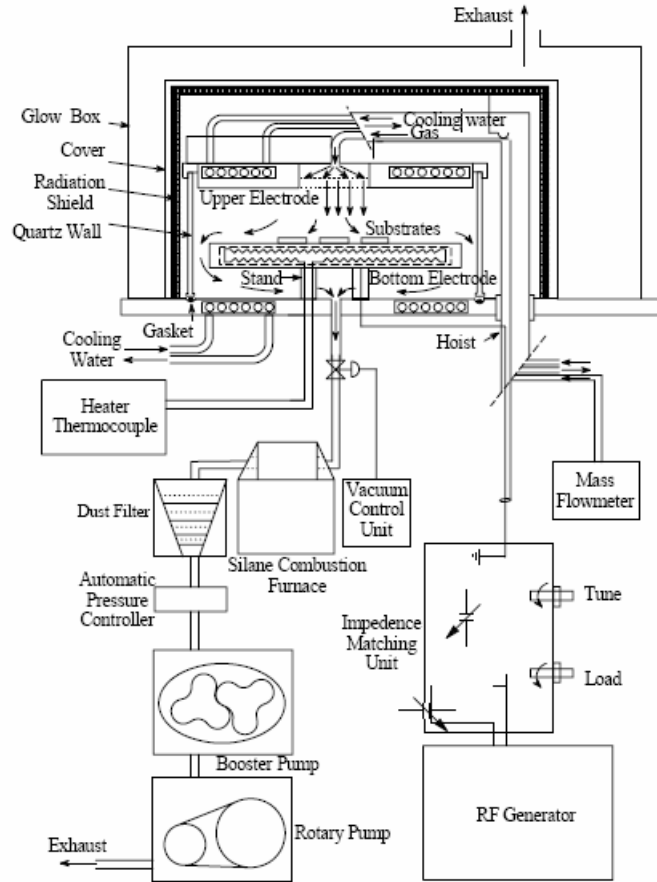 Exhaust
Glow Box
Cover
Radiation
Shield
Quartz Wall
Cooling water
Gas
Upper Electrode
Substrates
Stand
Bottom Electrode
Gasket
Cooling
Water
Hoist
Heater
Thermocouple
Mass
Flowmeter
Vacuum
Control
Unit
Dust Filter
Silane Combustion
Furnace
Automatic
Pressure
Controller
Impedence
Matching
Unit
Tune
Load
Booster Pump
Rotary Pump
RF Generator
Exhaust